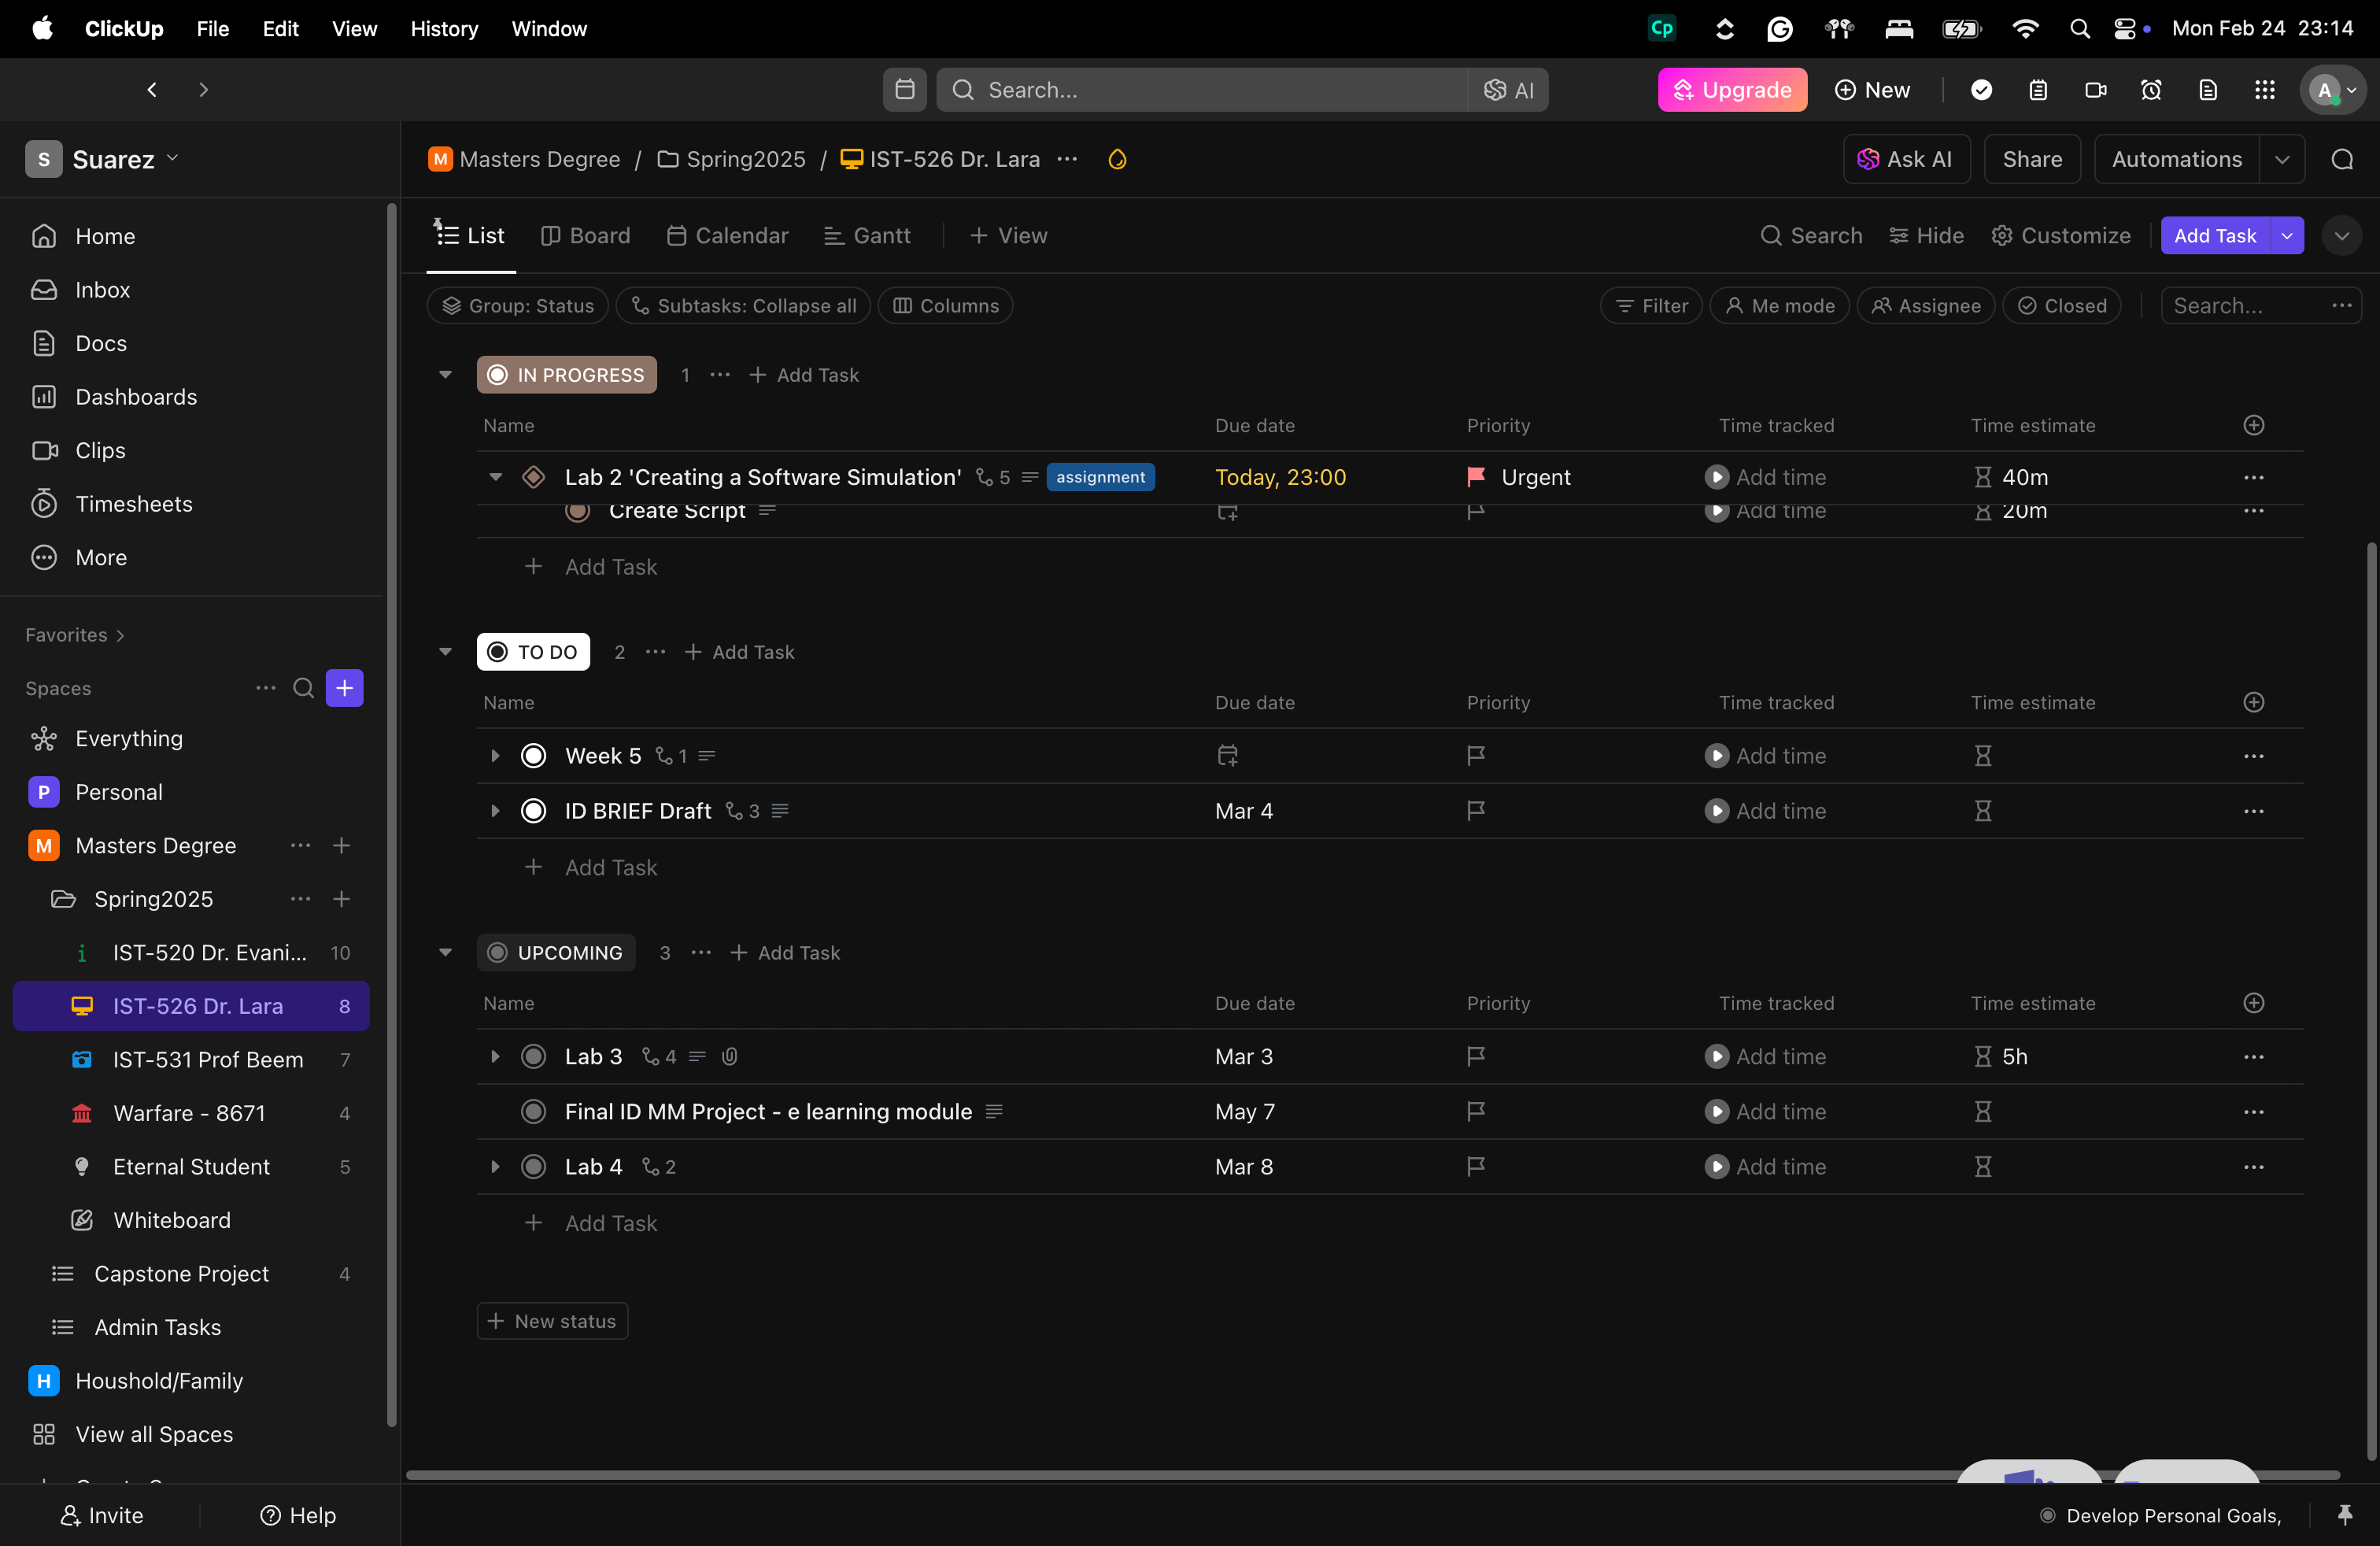 ClickUp File Edit View History Window Cp Mon Feb 24 23:14
Search... AI Upgrade New A
S Suarez
M Masters Degree / Spring2025 / IST-526 Dr. Lara ... Ask AI Share Automations
Home
Inbox
Docs
Dashboards
Clips
Timesheets
More
Favorites
Spaces
Everything
P Personal
M Masters Degree
Spring2025
IST-520 Dr. Evani... 10
IST-526 Dr. Lara 8
IST-531 Prof Beem 7
Warfare - 8671 4
Eternal Student 5
Whiteboard
Capstone Project 4
Admin Tasks
H Houshold/Family
View all Spaces
Invite Help
List Board Calendar Gantt + View Search Hide Customize Add Task
Group: Status Subtasks: Collapse all Columns Filter Me mode Assignee Closed Search...
IN PROGRESS 1 ... + Add Task
Name Due date Priority Time tracked Time estimate
Lab 2 'Creating a Software Simulation' 5 assignment Today, 23:00 Urgent Add time 40m
Create Script Add time 20m
+ Add Task
TO DO 2 ... + Add Task
Name Due date Priority Time tracked Time estimate
Week 5 1 Add time
ID BRIEF Draft 3 Mar 4 Add time
+ Add Task
UPCOMING 3 ... + Add Task
Name Due date Priority Time tracked Time estimate
Lab 3 4 Mar 3 Add time 5h
Final ID MM Project - e learning module May 7 Add time
Lab 4 2 Mar 8 Add time
+ Add Task
+ New status
Develop Personal Goals,